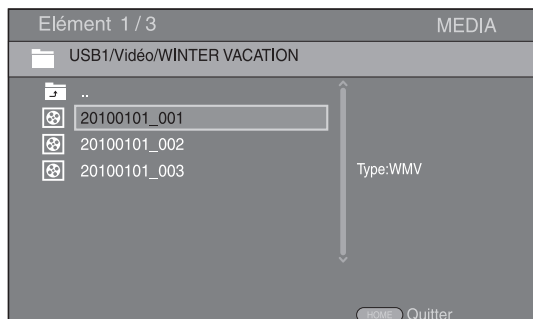 Elément 1 / 3 MEDIA
USB1/Vidéo/WINTER VACATION
..
20100101_001
20100101_002
20100101_003
Type:WMV
HOME Quitter